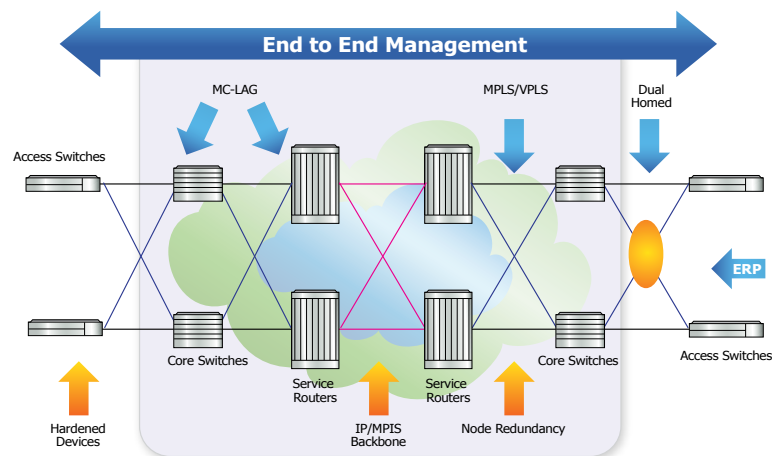 End to End Management
MC-LAG
MPLS/VPLS
Dual
Homed
Access Switches
ERP
Core Switches
Service
Routers
Service
Routers
Core Switches
Access Switches
Hardened
Devices
IP/MPIS
Backbone
Node Redundancy